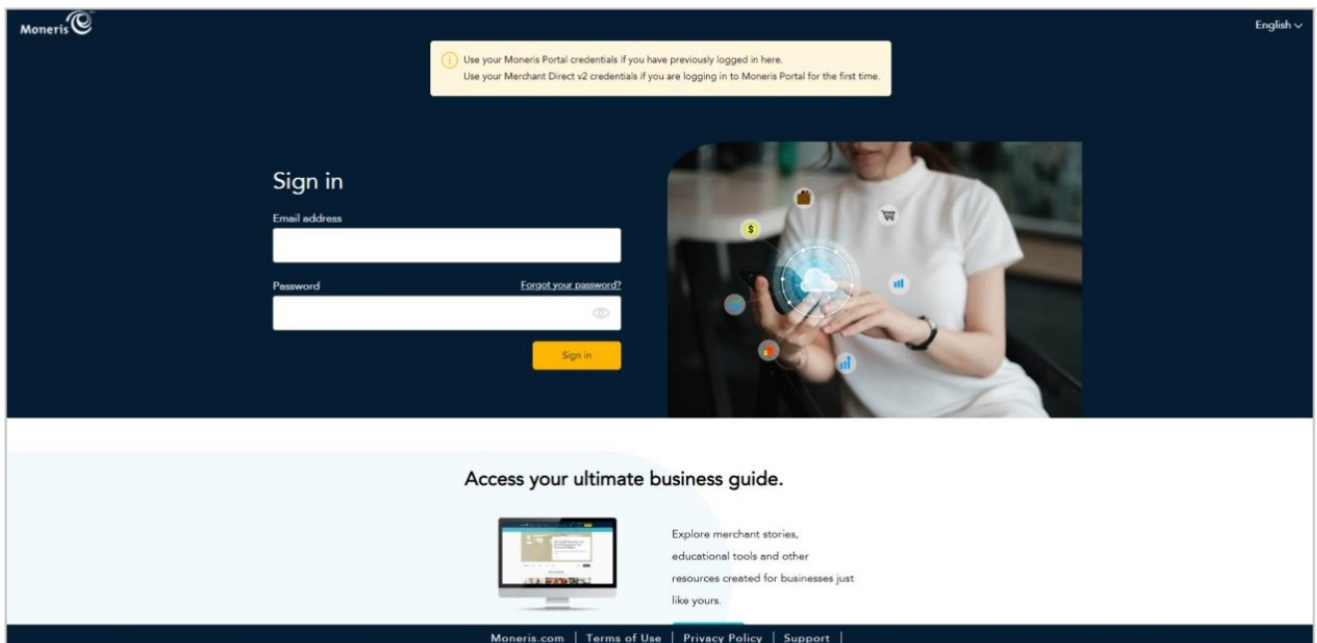 Moneris
English
Use your Moneris Portal credentials if you have previously logged in here.
Use your Merchant Direct v2 credentials if you are logging in to Moneris Portal for the first time.
Sign in
Email address
Password
Forgot your password?
Sign in
$
Access your ultimate business guide.
Explore merchant stories,
educational tools and other
resources created for businesses just
like yours.
Moneris.com | Terms of Use | Privacy Policy | Support |